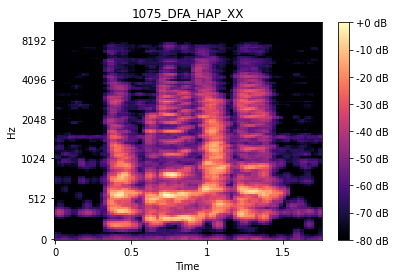 1075_DFA_HAP_XX
8192
4096
2048
1024
512
0
Hz
0
0.5
1
1.5
Time
+0 dB
-10 dB
-20 dB
-30 dB
-40 dB
-50 dB
-60 dB
-70 dB
-80 dB